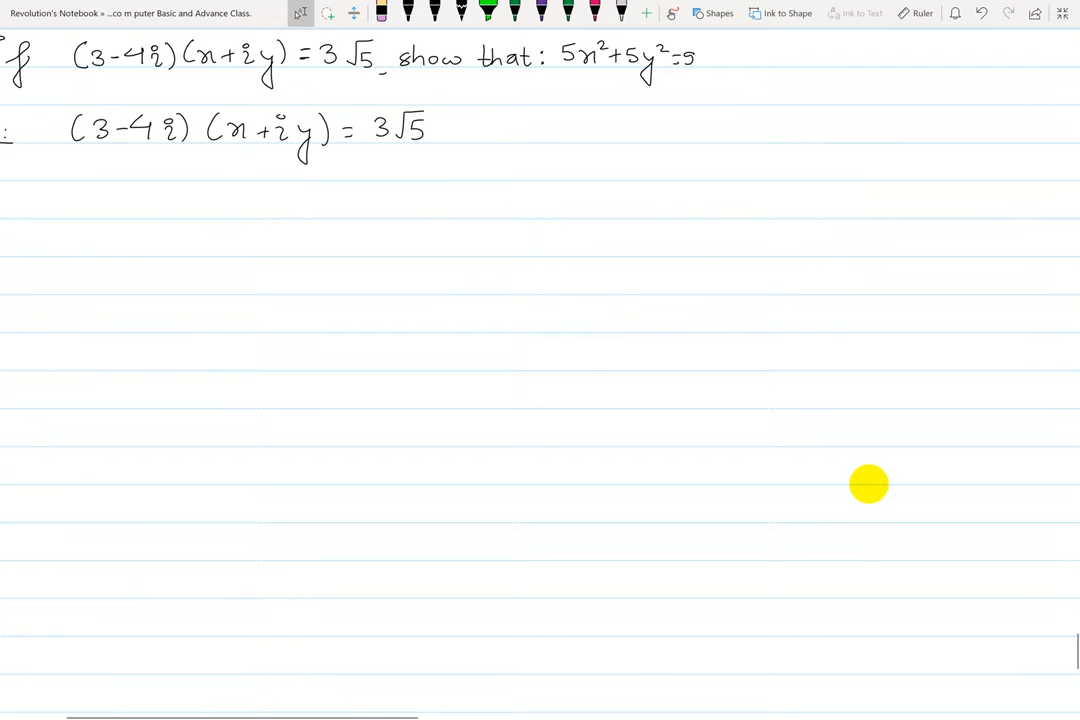 Revolution's Notebook » ...co m puter Basic and Advance Class. Shapes Ink to Shape Ink to Text Ruler
f (3-4i)(x+iy) = 3√5, show that: 5x²+5y²=9
: (3-4i) (x+iy) = 3√5